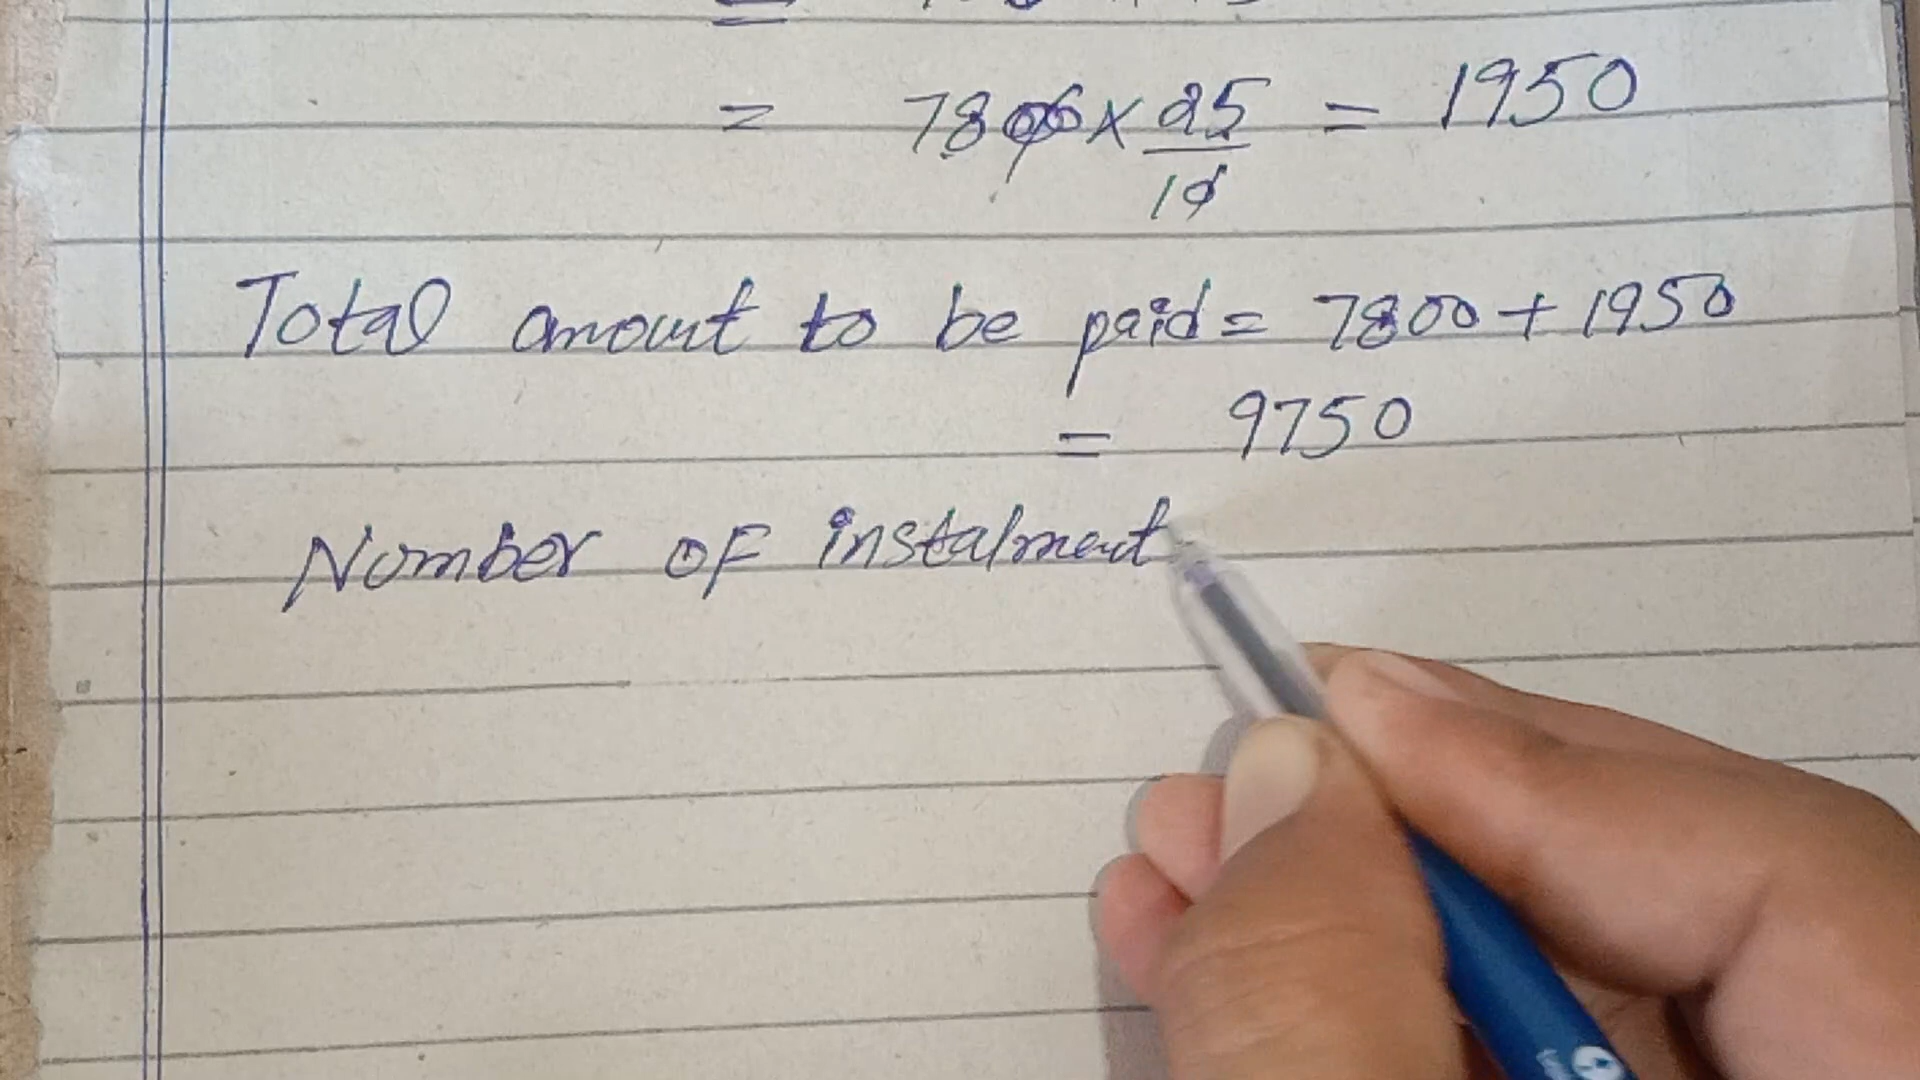 = 7800 × 25/100 = 1950
Total amount to be paid = 7800 + 1950
= 9750
Number of instalment